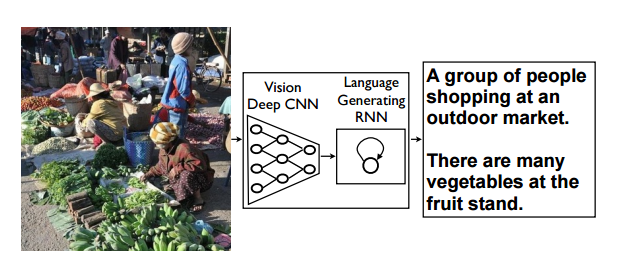 Vision
Deep CNN
Language
Generating
RNN
A group of people
shopping at an
outdoor market.
There are many
vegetables at the
fruit stand.